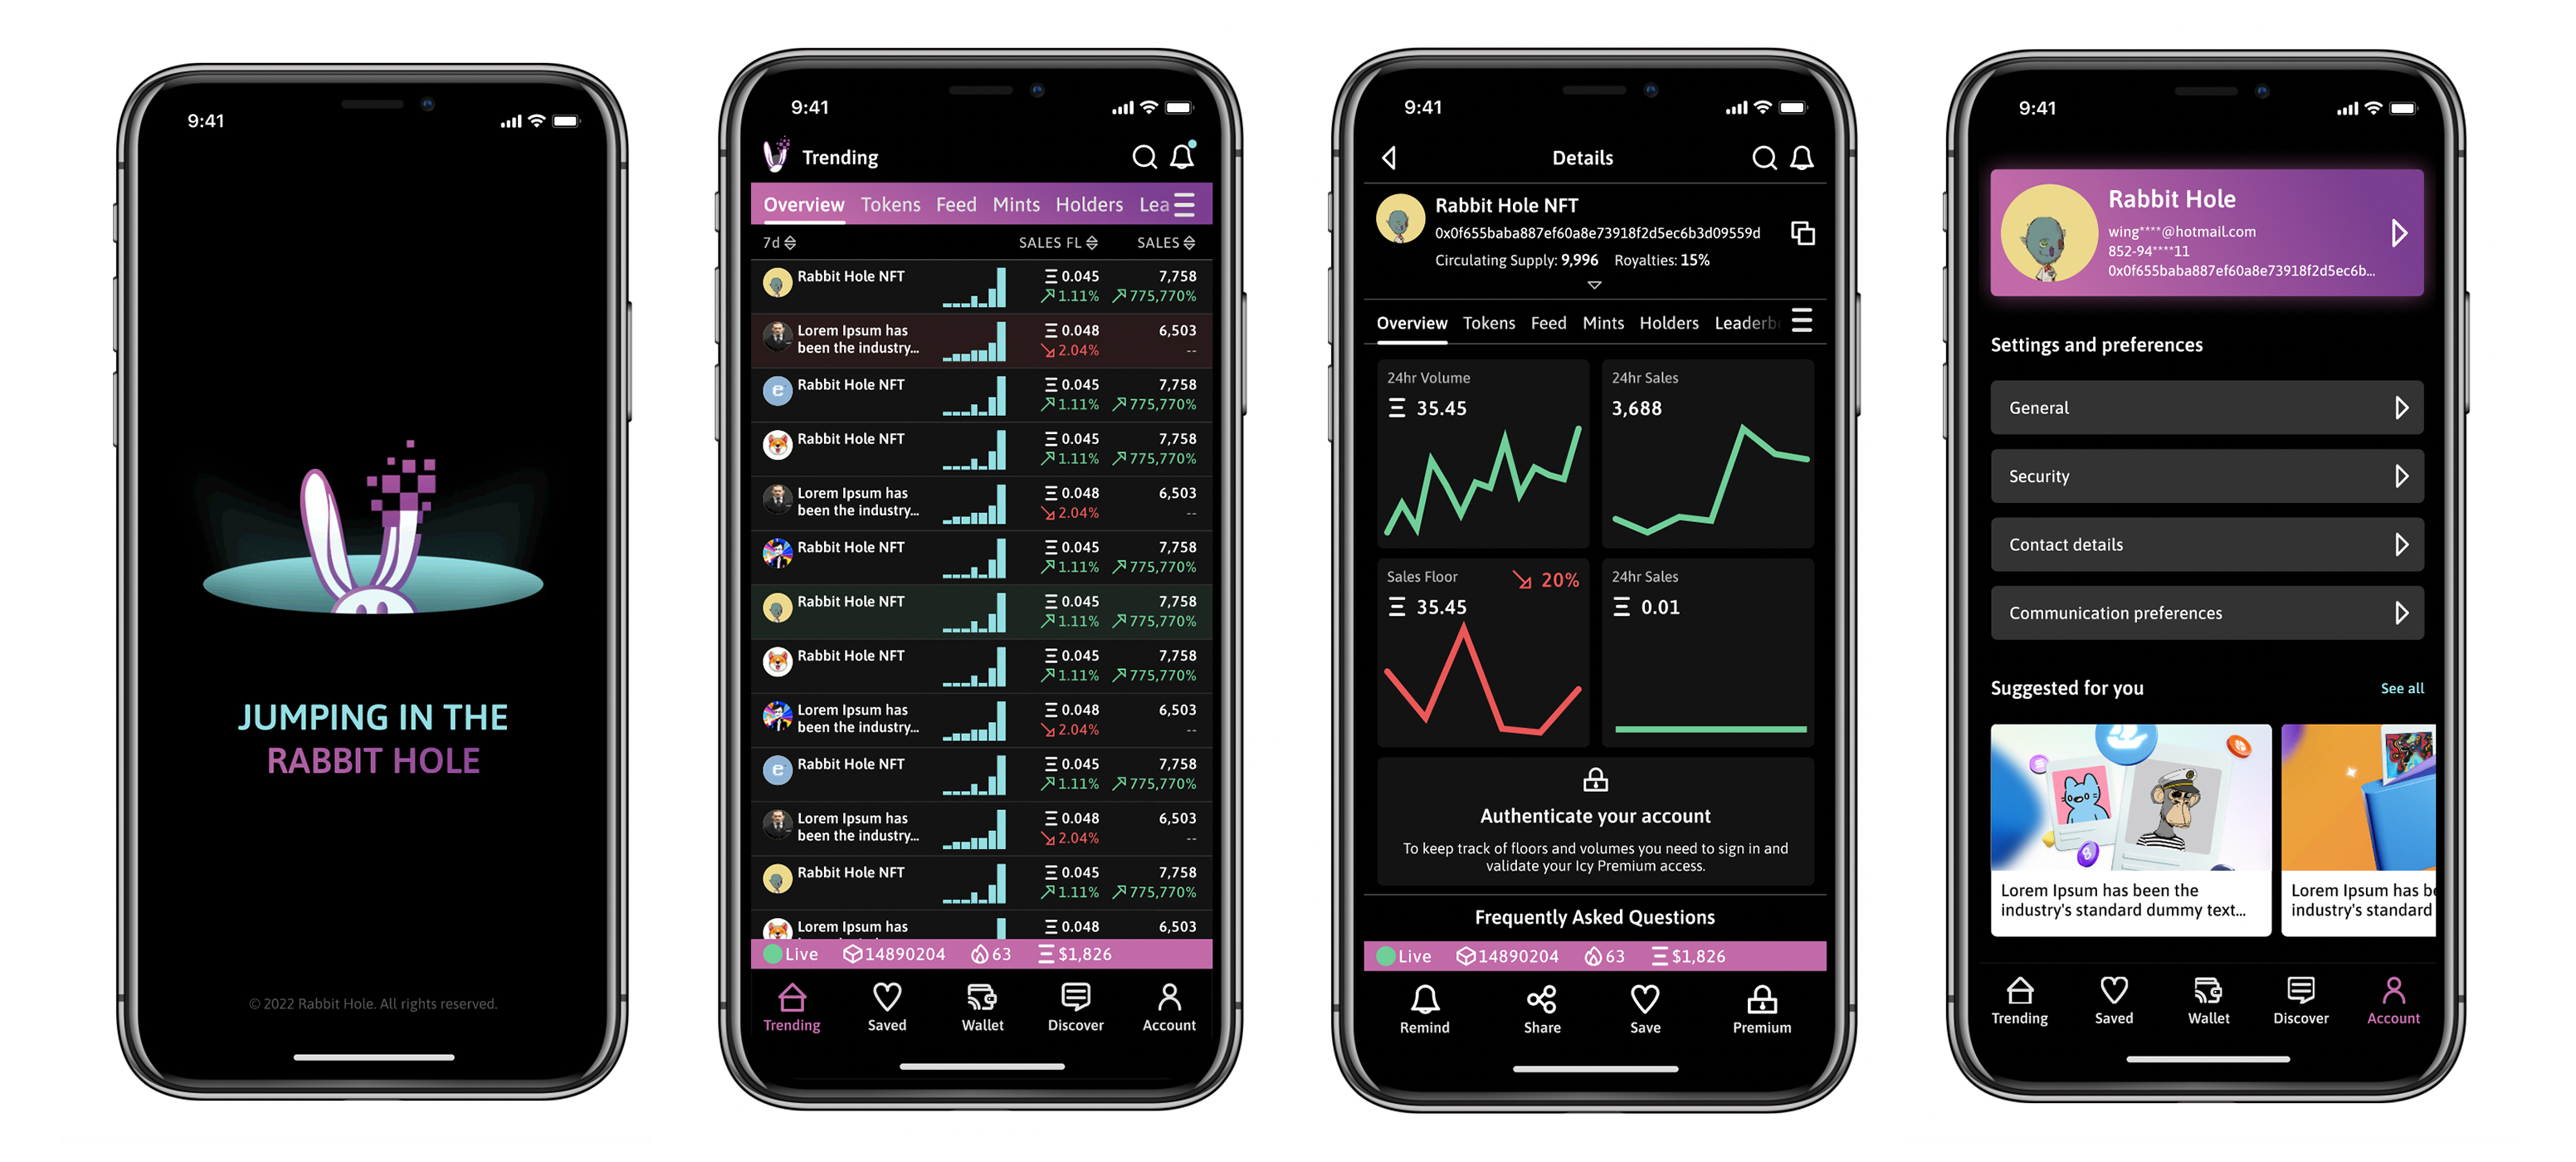 9:41
JUMPING IN THE
RABBIT HOLE
© 2022 Rabbit Hole. All rights reserved.
9:41
Trending
Overview Tokens Feed Mints Holders Lea
7d SALES FL SALES
Rabbit Hole NFT 0.045 7,758
1.11% 775,770%
Lorem Ipsum has 0.048 6,503
been the industry... 2.04% --
e Rabbit Hole NFT 0.045 7,758
1.11% 775,770%
Rabbit Hole NFT 0.045 7,758
1.11% 775,770%
Lorem Ipsum has 0.048 6,503
been the industry... 2.04% --
Rabbit Hole NFT 0.045 7,758
1.11% 775,770%
Rabbit Hole NFT 0.045 7,758
1.11% 775,770%
Rabbit Hole NFT 0.045 7,758
1.11% 775,770%
Lorem Ipsum has 0.048 6,503
been the industry... 2.04% --
e Rabbit Hole NFT 0.045 7,758
1.11% 775,770%
Lorem Ipsum has 0.048 6,503
been the industry... 2.04% --
Rabbit Hole NFT 0.045 7,758
1.11% 775,770%
Lorem Ipsum has 0.048 6,503
Live 14890204 63 $1,826
Trending Saved Wallet Discover Account
9:41
Details
Rabbit Hole NFT
0x0f655baba887ef60a8e73918f2d5ec6b3d09559d
Circulating Supply: 9,996 Royalties: 15%
Overview Tokens Feed Mints Holders Leaderb
24hr Volume
35.45
24hr Sales
3,688
Sales Floor 20%
35.45
24hr Sales
0.01
Authenticate your account
To keep track of floors and volumes you need to sign in and
validate your Icy Premium access.
Frequently Asked Questions
Live 14890204 63 $1,826
Remind Share Save Premium
9:41
Rabbit Hole
wing****@hotmail.com
852-94****11
0x0f655baba887ef60a8e73918f2d5ec6b...
Settings and preferences
General
Security
Contact details
Communication preferences
Suggested for you See all
Lorem Ipsum has been the
industry's standard dummy text...
Lorem Ipsum has b
industry's standard
Trending Saved Wallet Discover Account